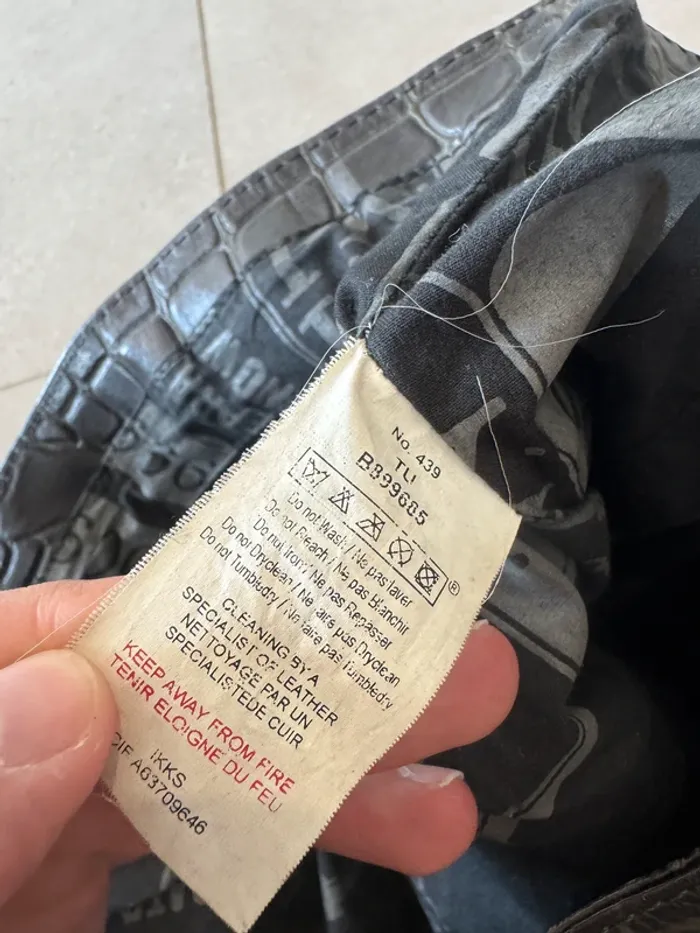 No. 439
TU
B899685
®
Do not Wash / Ne pas laver
Do not Bleach / Ne pas Blanchir
Do not Iron / Ne pas Repasser
Do not Dryclean / Ne faire pas Dryclean
Do not Tumbledry / Ne faire pas Tumbledry
CLEANING BY A
SPECIALIST OF LEATHER
NETTOYAGE PAR UN
SPECIALISTEDE CUIR
KEEP AWAY FROM FIRE
TENIR ELOIGNE DU FEU
IKKS
CIF A63709646